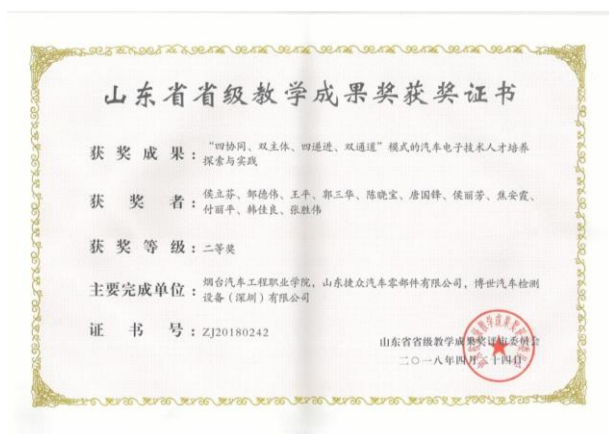 山东省省级教学成果奖获奖证书
获奖成果：“四协同、双主体、四递进、双通道”模式的汽车电子技术人才培养
探索与实践
获奖者：侯立芬、邹德伟、王平、郭三华、陈晓宝、唐国锋、侯丽芳、焦安霞、
付丽平、韩佳良、张胜伟
获奖等级：二等奖
主要完成单位：烟台汽车工程职业学院，山东捷众汽车零部件有限公司，博世汽车检测
设备（深圳）有限公司
证书号：ZJ20180242
山东省省级教学成果奖评审委员会
二〇一八年四月二十四日